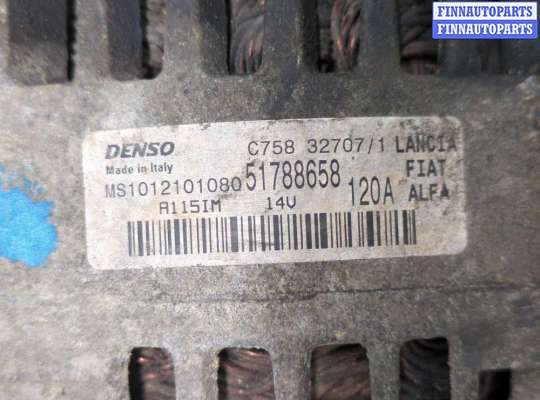 FINNAUTOPARTS
FINNAUTOPARTS
DENSO C758 32707/1 LANCIA
Made in Italy 51788658 FIAT
MS1012101080 120A ALFA
A115IM 14V